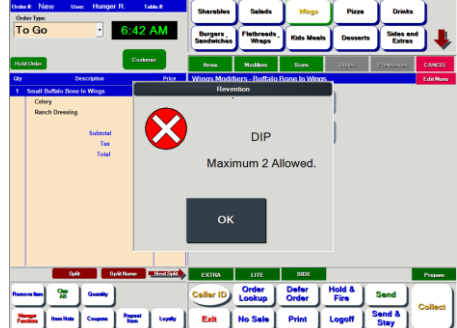 Order #: New User: Hunger R. Table #:
Order Type:
To Go
6:42 AM
Hold Order
Customer
Qty Description Price
1 Small Buffalo Bone In Wings
Celery
Ranch Dressing
Subtotal
Tax
Total
Split
Split Name
Next Split
Remove Item
Clear All
Quantity
Manager Function
Item Note
Coupons
Repeat Item
Loyalty
Sharables
Salads
Wings
Pizza
Drinks
Burgers, Sandwiches
Flatbreads, Wraps
Kids Meals
Desserts
Sides and Extras
Items
Modifiers
Sizes
Styles
Preferences
CANCEL
Wings Modifiers - Buffalo Bone In Wings
Edit Menu
Revention
DIP
Maximum 2 Allowed.
OK
EXTRA
LITE
SIDE
Prepare
Caller ID
Order Lookup
Defer Order
Hold & Fire
Send
Collect
Exit
No Sale
Print
Logoff
Send & Stay